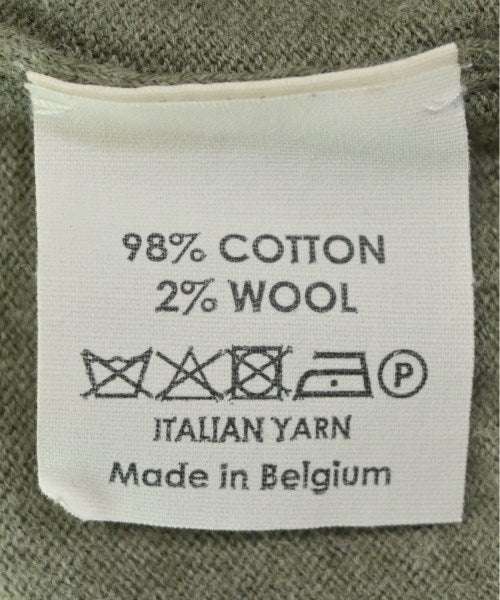 98% COTTON
2% WOOL
P
ITALIAN YARN
Made in Belgium